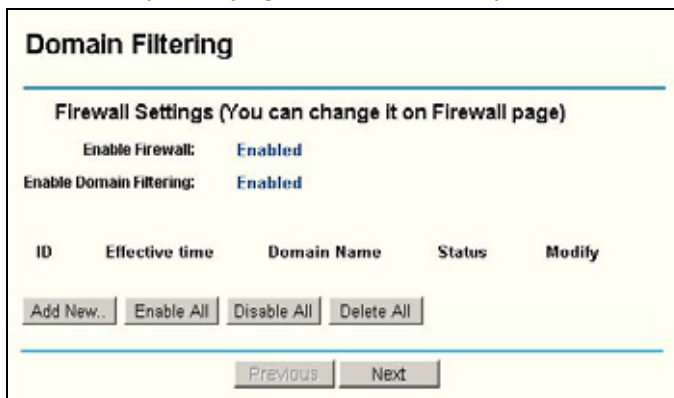 Domain Filtering
Firewall Settings (You can change it on Firewall page)
Enable Firewall: Enabled
Enable Domain Filtering: Enabled
ID Effective time Domain Name Status Modify
Add New.. Enable All Disable All Delete All
Previous Next